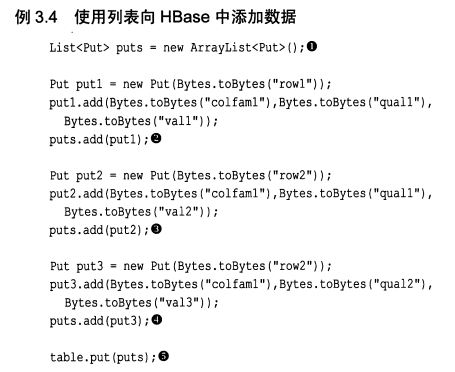 例 3.4 使用列表向 HBase 中添加数据
List<Put> puts = new ArrayList<Put>();❶
Put put1 = new Put(Bytes.toBytes("row1"));
put1.add(Bytes.toBytes("colfam1"),Bytes.toBytes("qual1"),
Bytes.toBytes("val1"));
puts.add(put1);❷
Put put2 = new Put(Bytes.toBytes("row2"));
put2.add(Bytes.toBytes("colfam1"),Bytes.toBytes("qual1"),
Bytes.toBytes("val2"));
puts.add(put2);❸
Put put3 = new Put(Bytes.toBytes("row2"));
put3.add(Bytes.toBytes("colfam1"),Bytes.toBytes("qual2"),
Bytes.toBytes("val3"));
puts.add(put3);❹
table.put(puts);❺